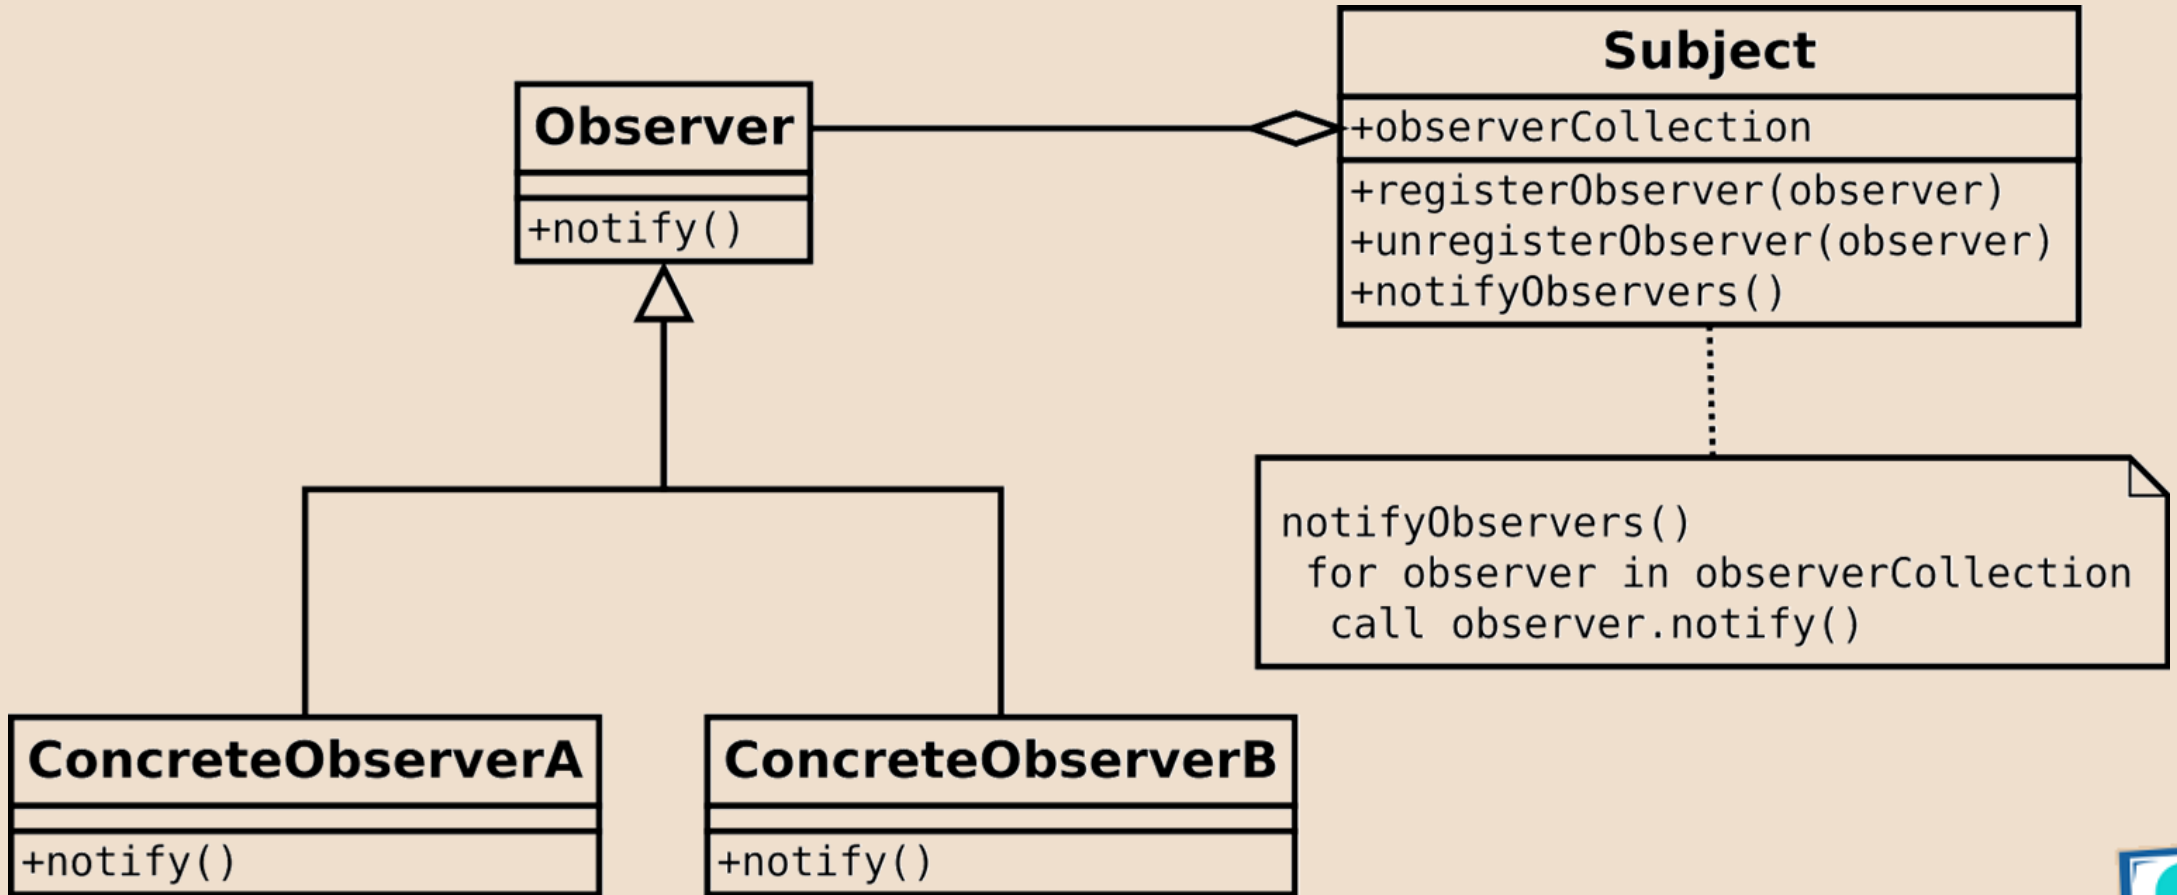 Subject
+observerCollection
+registerObserver(observer)
+unregisterObserver(observer)
+notifyObservers()
Observer
+notify()
notifyObservers()
for observer in observerCollection
call observer.notify()
ConcreteObserverA
+notify()
ConcreteObserverB
+notify()